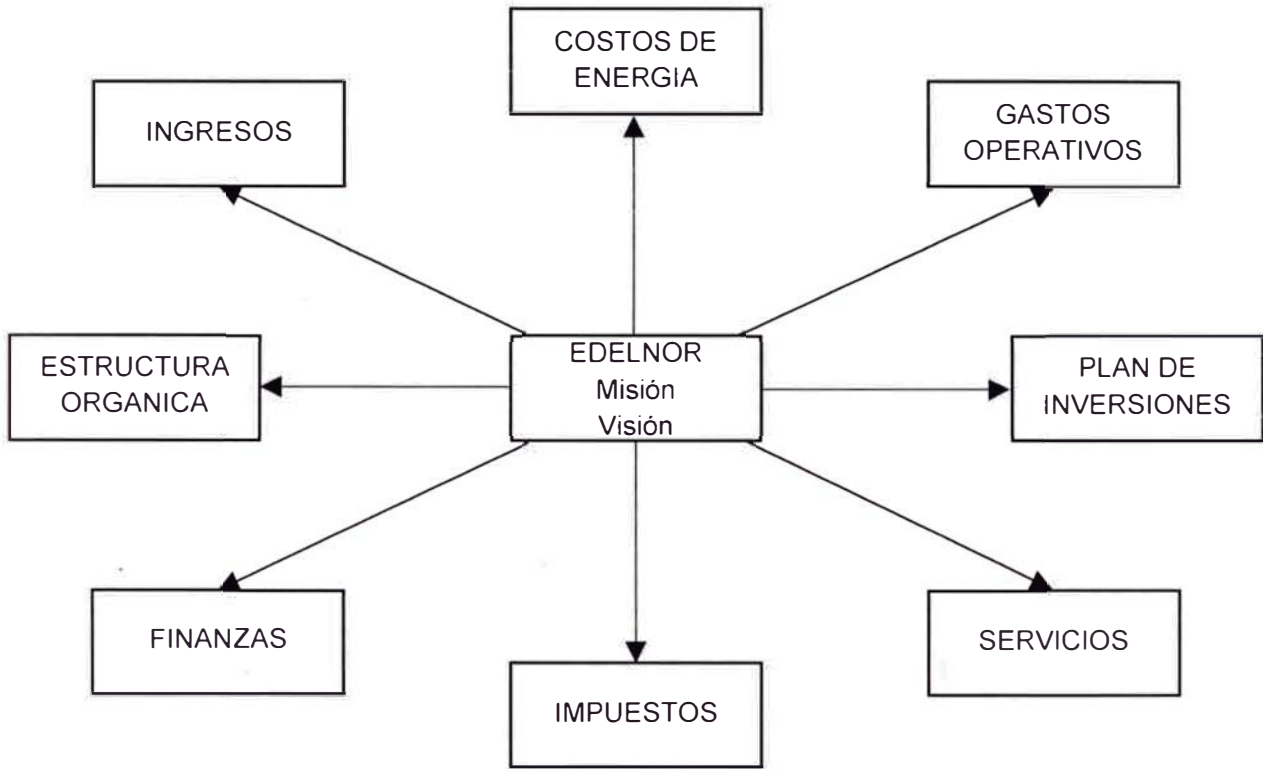 COSTOS DE
ENERGIA
INGRESOS
GASTOS
OPERATIVOS
ESTRUCTURA
ORGANICA
EDELNOR
Misión
Visión
PLAN DE
INVERSIONES
FINANZAS
SERVICIOS
IMPUESTOS